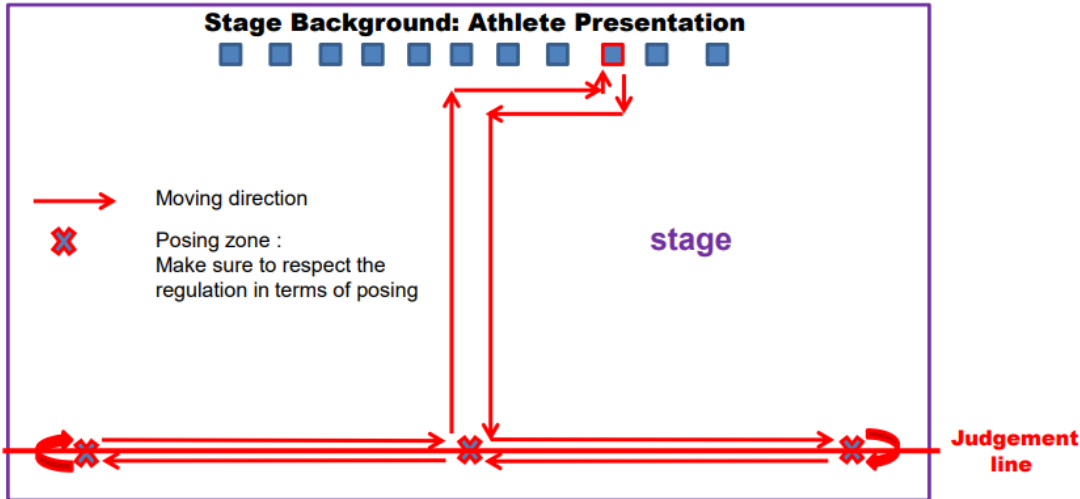 Stage Background: Athlete Presentation
Moving direction
Posing zone :
Make sure to respect the
regulation in terms of posing
stage
Judgement
line